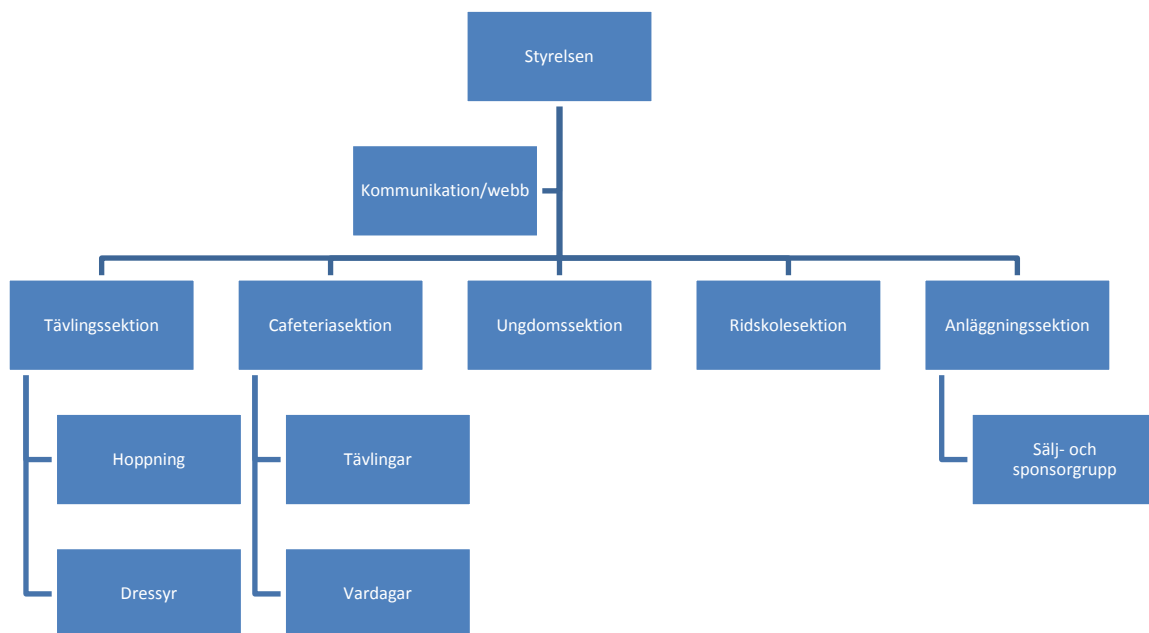 Styrelsen
Kommunikation/webb
Tävlingssektion
Cafeteriasektion
Ungdomssektion
Ridskolesektion
Anläggningssektion
Hoppning
Tävlingar
Sälj- och
sponsorgrupp
Dressyr
Vardagar